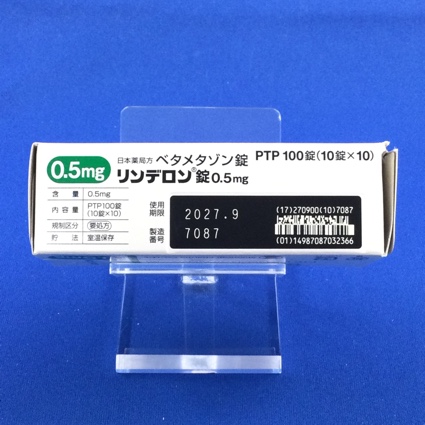 0.5mg
日本薬局方 ベタメタゾン錠 PTP 100錠(10錠×10)
リンデロン®錠0.5mg
含量 0.5mg
内容量 PTP100錠
(10錠×10)
規制区分 要処方
貯法 室温保存
使用
期限
2027.9
製造
番号
7087
(17)270900(10)7087
(01)14987087032366